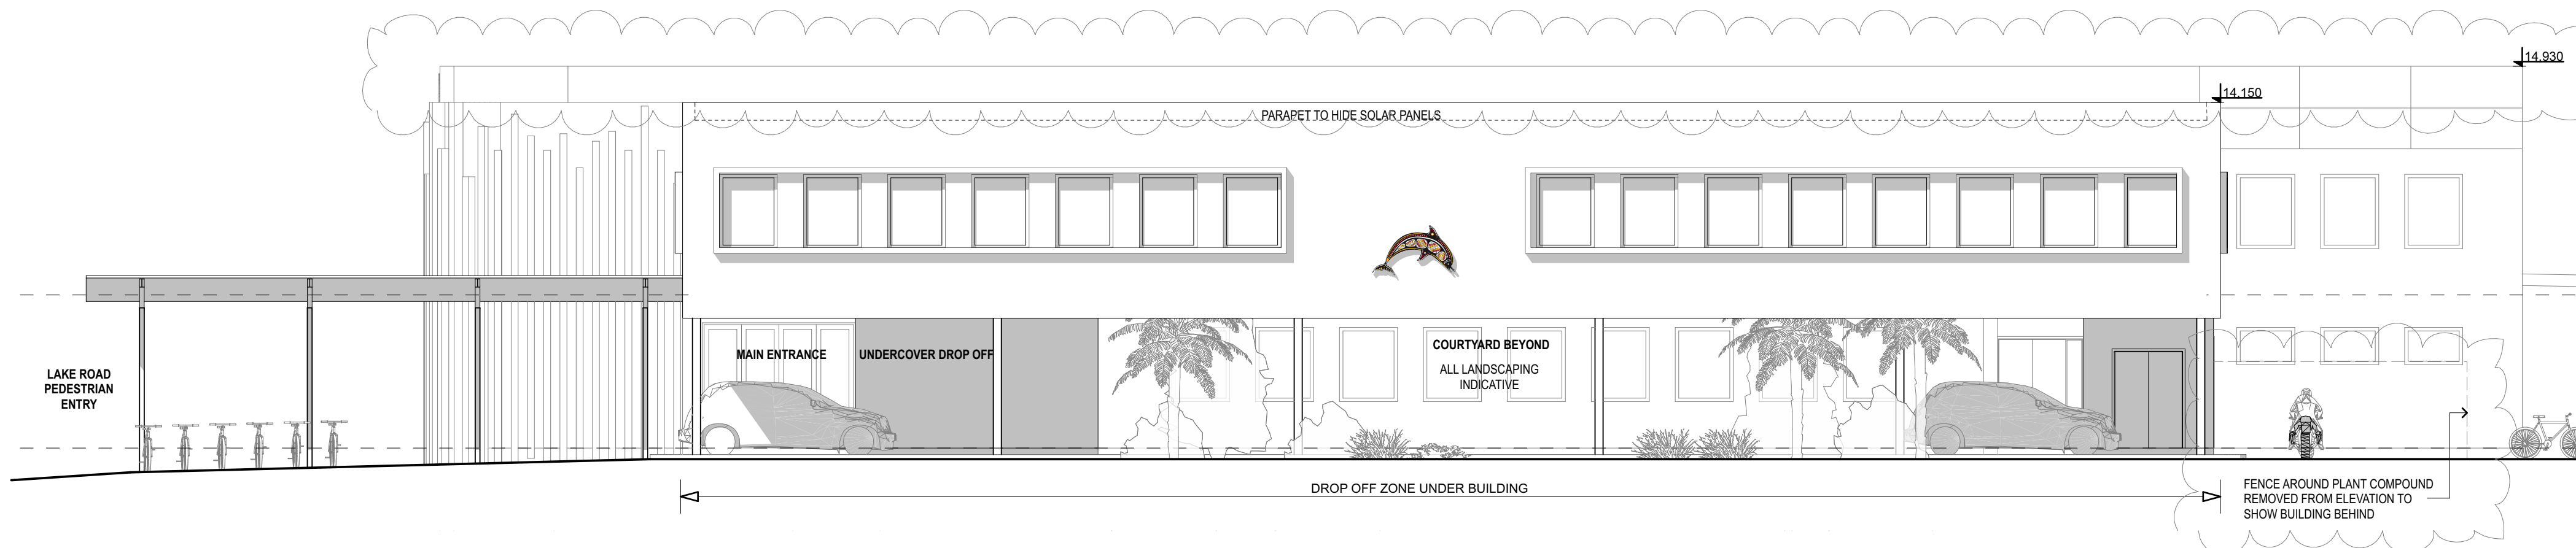 14.930
14.150
PARAPET TO HIDE SOLAR PANELS
MAIN ENTRANCE
UNDERCOVER DROP OFF
COURTYARD BEYOND
ALL LANDSCAPING
INDICATIVE
LAKE ROAD
PEDESTRIAN
ENTRY
DROP OFF ZONE UNDER BUILDING
FENCE AROUND PLANT COMPOUND
REMOVED FROM ELEVATION TO
SHOW BUILDING BEHIND